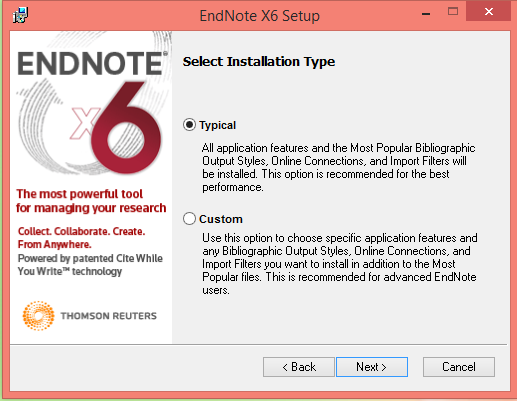 EndNote X6 Setup
ENDNOTE®
X6
The most powerful tool
for managing your research
Collect. Collaborate. Create.
From Anywhere.
Powered by patented Cite While
You Write™ technology
THOMSON REUTERS
Select Installation Type
Typical
All application features and the Most Popular Bibliographic
Output Styles, Online Connections, and Import Filters will
be installed. This option is recommended for the best
performance.
Custom
Use this option to choose specific application features and
any Bibliographic Output Styles, Online Connections, and
Import Filters you want to install in addition to the Most
Popular files. This is recommended for advanced EndNote
users.
< Back
Next >
Cancel